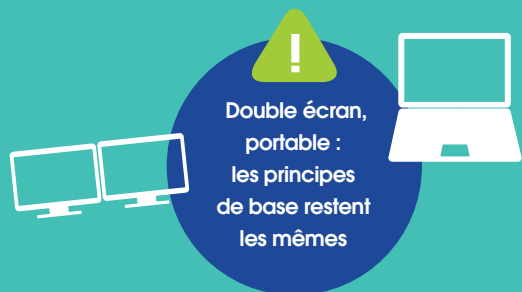 !
Double écran,
portable :
les principes
de base restent
les mêmes